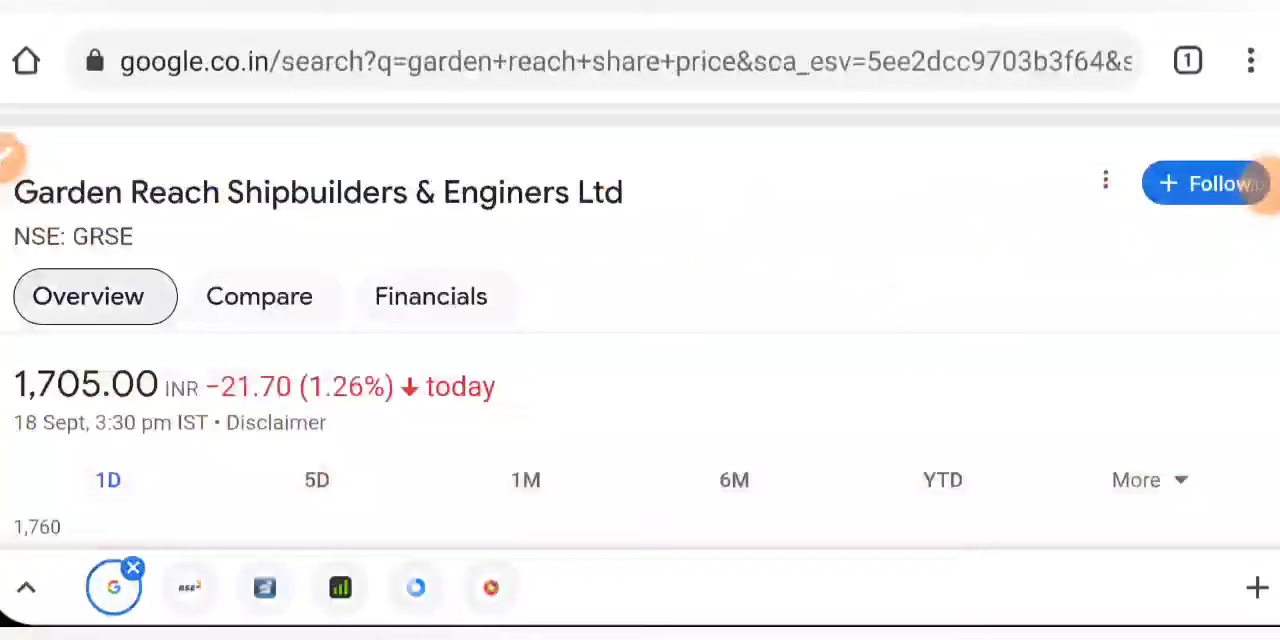 google.co.in/search?q=garden+reach+share+price&sca_esv=5ee2dcc9703b3f64&s
1
Garden Reach Shipbuilders & Enginers Ltd
+ Follow
NSE: GRSE
Overview Compare Financials
1,705.00 INR −21.70 (1.26%) ↓ today
18 Sept, 3:30 pm IST • Disclaimer
1D 5D 1M 6M YTD More
1,760
BSE